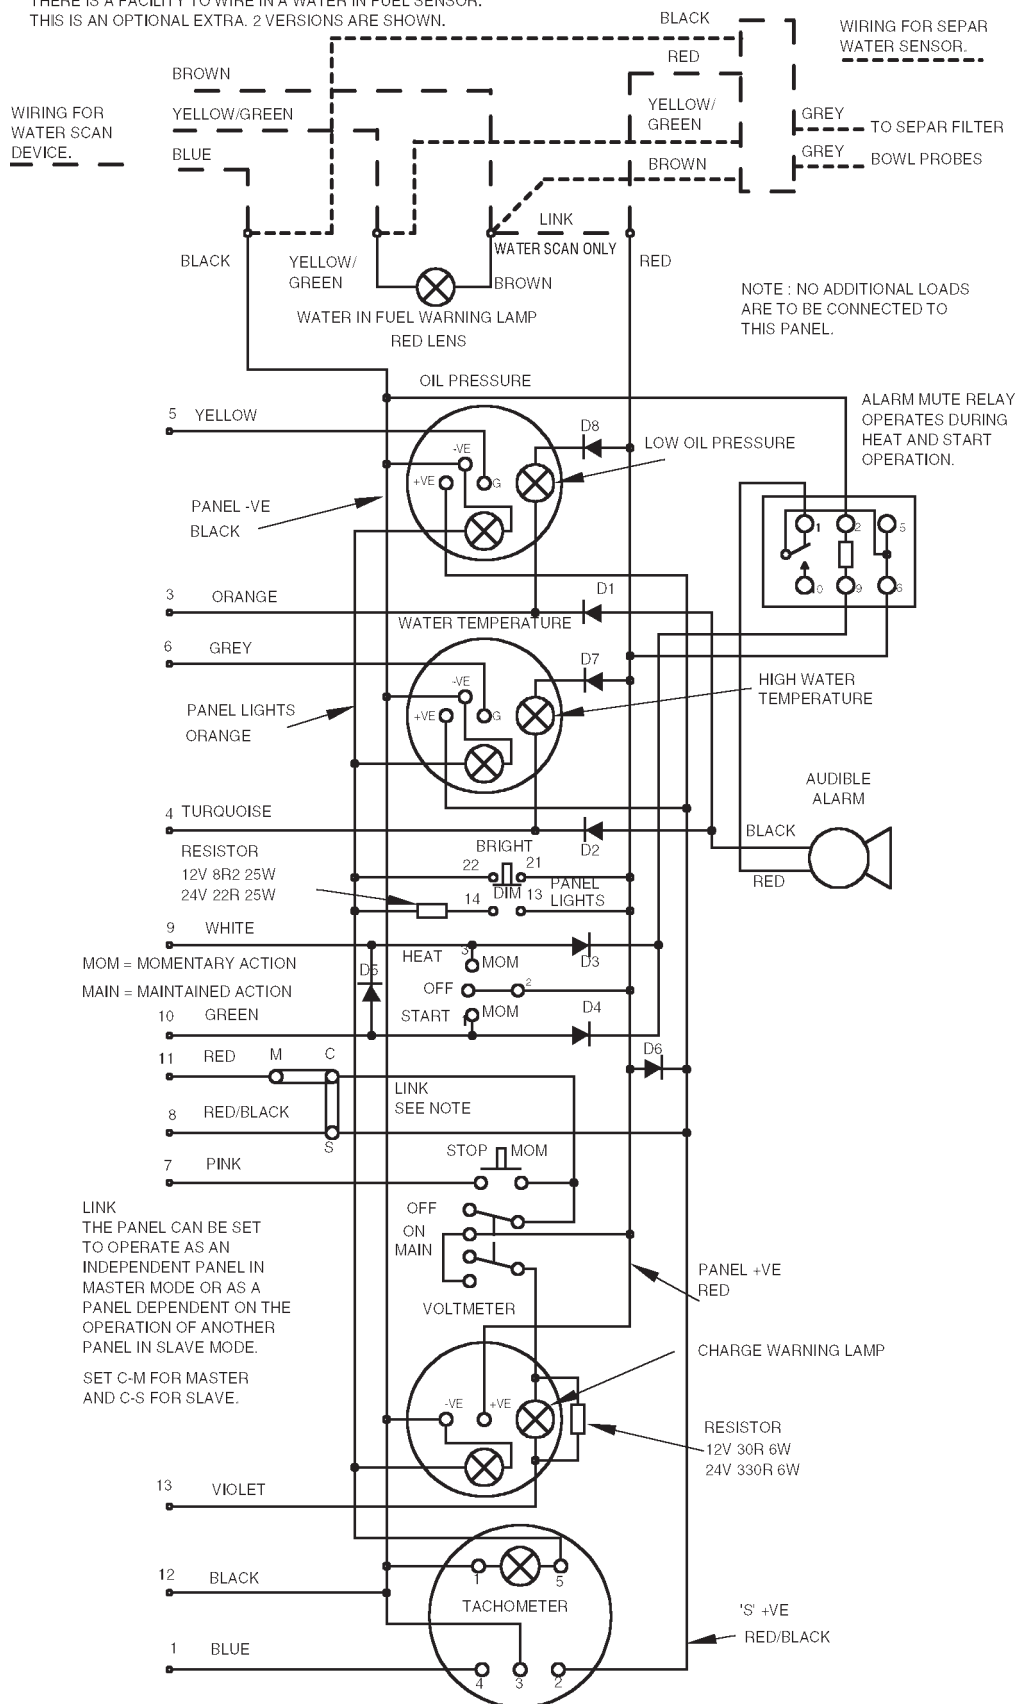 THERE IS A FACILITY TO WIRE IN A WATER IN FUEL SENSOR.
THIS IS AN OPTIONAL EXTRA. 2 VERSIONS ARE SHOWN.
BLACK
WIRING FOR SEPAR
WATER SENSOR.
RED
BROWN
WIRING FOR
WATER SCAN
DEVICE.
YELLOW/GREEN
YELLOW/
GREEN
GREY
TO SEPAR FILTER
BLUE
BROWN
GREY
BOWL PROBES
LINK
WATER SCAN ONLY
BLACK
YELLOW/
GREEN
BROWN
RED
WATER IN FUEL WARNING LAMP
RED LENS
NOTE : NO ADDITIONAL LOADS
ARE TO BE CONNECTED TO
THIS PANEL.
OIL PRESSURE
ALARM MUTE RELAY
OPERATES DURING
HEAT AND START
OPERATION.
5 YELLOW
D8
LOW OIL PRESSURE
-VE
+VE
G
PANEL -VE
BLACK
1
2
5
0
9
6
3 ORANGE
D1
WATER TEMPERATURE
6 GREY
D7
-VE
+VE
G
HIGH WATER
TEMPERATURE
PANEL LIGHTS
ORANGE
AUDIBLE
ALARM
4 TURQUOISE
D2
BLACK
RED
RESISTOR
12V 8R2 25W
24V 22R 25W
BRIGHT
22
21
DIM
14
13
PANEL
LIGHTS
9 WHITE
HEAT
3
MOM
D3
MOM = MOMENTARY ACTION
D5
MAIN = MAINTAINED ACTION
OFF
2
10 GREEN
START
1
MOM
D4
11 RED
M
C
D6
LINK
SEE NOTE
8 RED/BLACK
S
STOP
MOM
7 PINK
LINK
THE PANEL CAN BE SET
TO OPERATE AS AN
INDEPENDENT PANEL IN
MASTER MODE OR AS A
PANEL DEPENDENT ON THE
OPERATION OF ANOTHER
PANEL IN SLAVE MODE.
SET C-M FOR MASTER
AND C-S FOR SLAVE.
OFF
ON
MAIN
PANEL +VE
RED
VOLTMETER
CHARGE WARNING LAMP
-VE
+VE
RESISTOR
12V 30R 6W
24V 330R 6W
13 VIOLET
12 BLACK
1
5
TACHOMETER
'S' +VE
RED/BLACK
1 BLUE
4
3
2